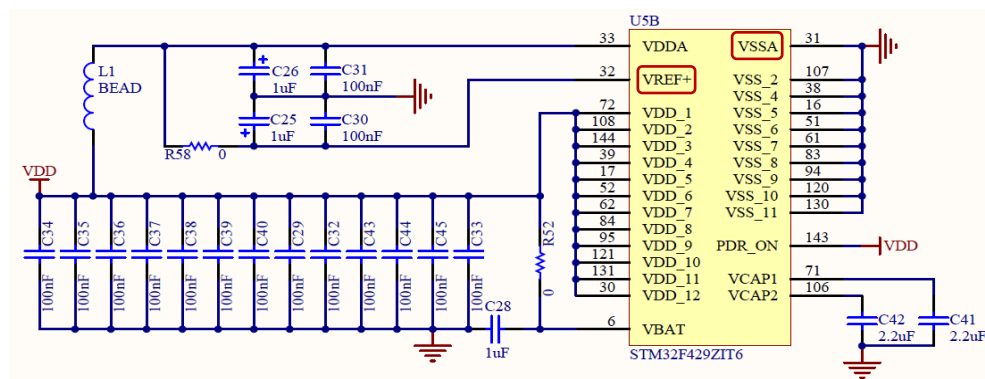 U5B
33 VDDA VSSA 31
32 VREF+ VSS_2 107
VSS_4 38
72 VDD_1 VSS_5 16
108 VDD_2 VSS_6 51
144 VDD_3 VSS_7 61
39 VDD_4 VSS_8 83
17 VDD_5 VSS_9 94
52 VDD_6 VSS_10 120
62 VDD_7 VSS_11 130
84 VDD_8
95 VDD_9 PDR_ON 143 VDD
121 VDD_10
131 VDD_11 VCAP1 71
30 VDD_12 VCAP2 106
6 VBAT
STM32F429ZIT6
L1
BEAD
+
C26
1uF
C31
100nF
C25
+
1uF
C30
100nF
R58 0
VDD
C34
100nF
C35
100nF
C36
100nF
C37
100nF
C38
100nF
C39
100nF
C40
100nF
C29
100nF
C32
100nF
C43
100nF
C44
100nF
C45
100nF
C33
100nF
R52
0
C28
1uF
C42
2.2uF
C41
2.2uF